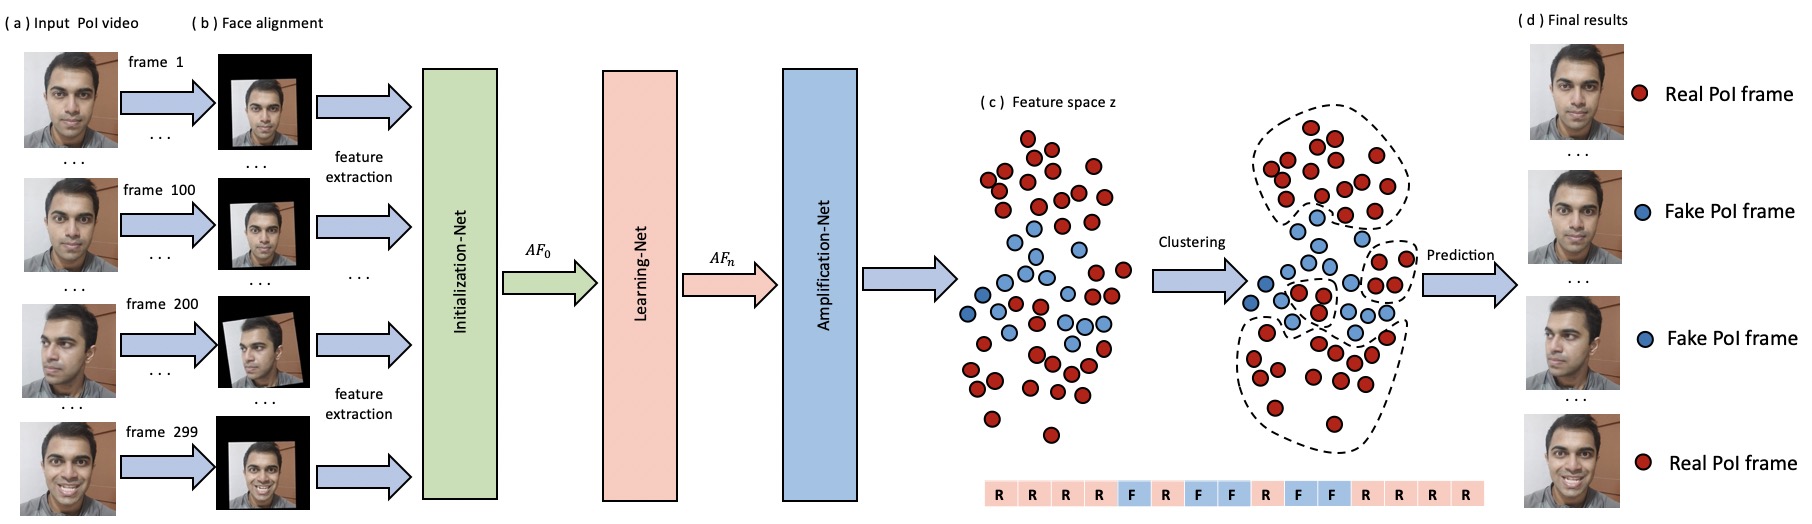 ( a ) Input PoI video
( b ) Face alignment
( d ) Final results
frame 1
. . .
. . .
. . .
feature
extraction
frame 100
. . .
. . .
. . .
. . .
frame 200
. . .
. . .
. . .
feature
extraction
frame 299
Initialization-Net
AF₀
Learning-Net
AFₙ
Amplification-Net
( c ) Feature space z
Clustering
Prediction
R R R R F R F F R F F R R R R
Real PoI frame
. . .
Fake PoI frame
. . .
Fake PoI frame
. . .
Real PoI frame